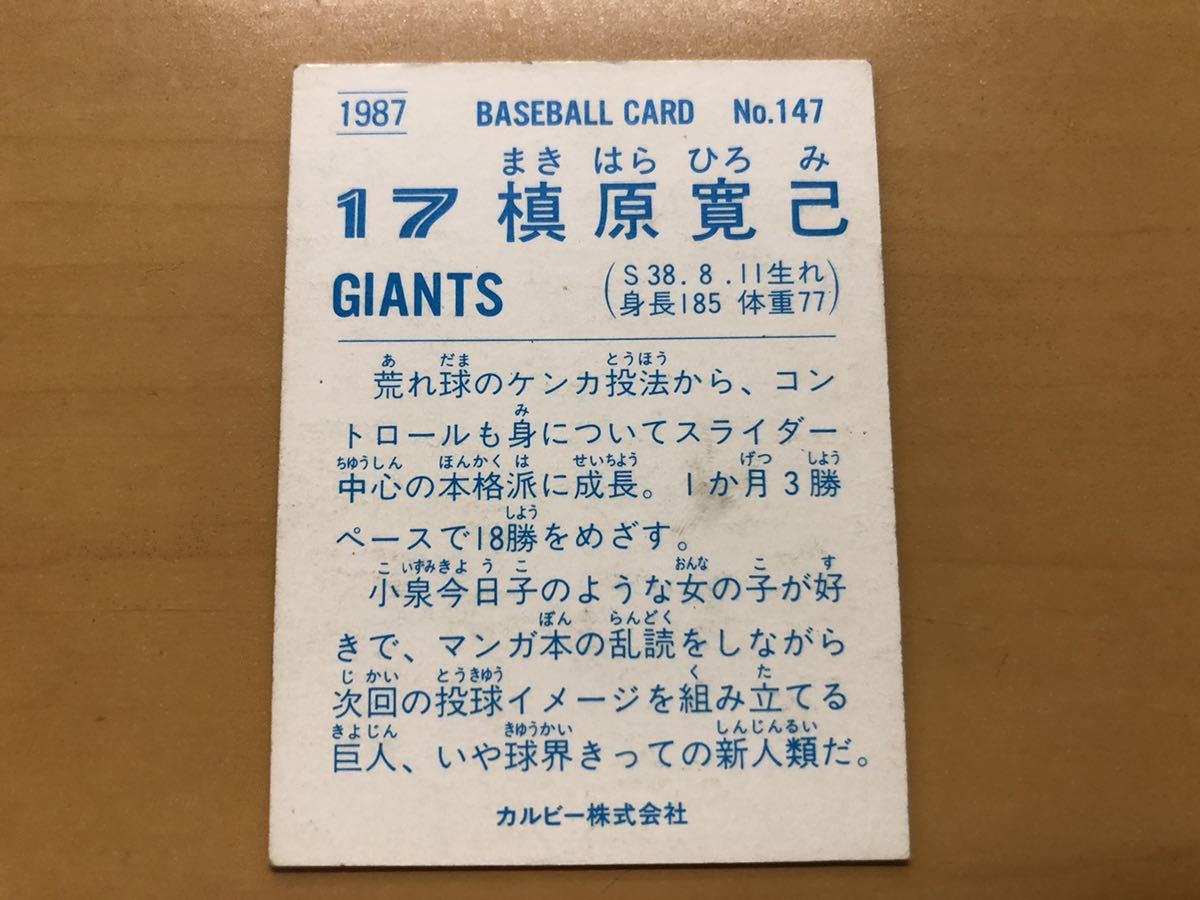 1987 BASEBALL CARD No.147
まき はら ひろ み
17 槙原寛己
GIANTS
(S38.8.11生れ
身長185 体重77)
あ だま とうほう
荒れ球のケンカ投法から、コン
み
トロールも身についてスライダー
ちゆうしん ほんかく は せいちよう げつ しよう
中心の本格派に成長。1か月3勝
しよう
ペースで18勝をめざす。
こ いずみ きよ う こ おんな こ す
小泉今日子のような女の子が好
ぼん らんどく
きで、マンガ本の乱読をしながら
じ かい とうきゆう く た
次回の投球イメージを組み立てる
きよじん きゆうかい しんじんるい
巨人、いや球界きっての新人類だ。
カルビー株式会社